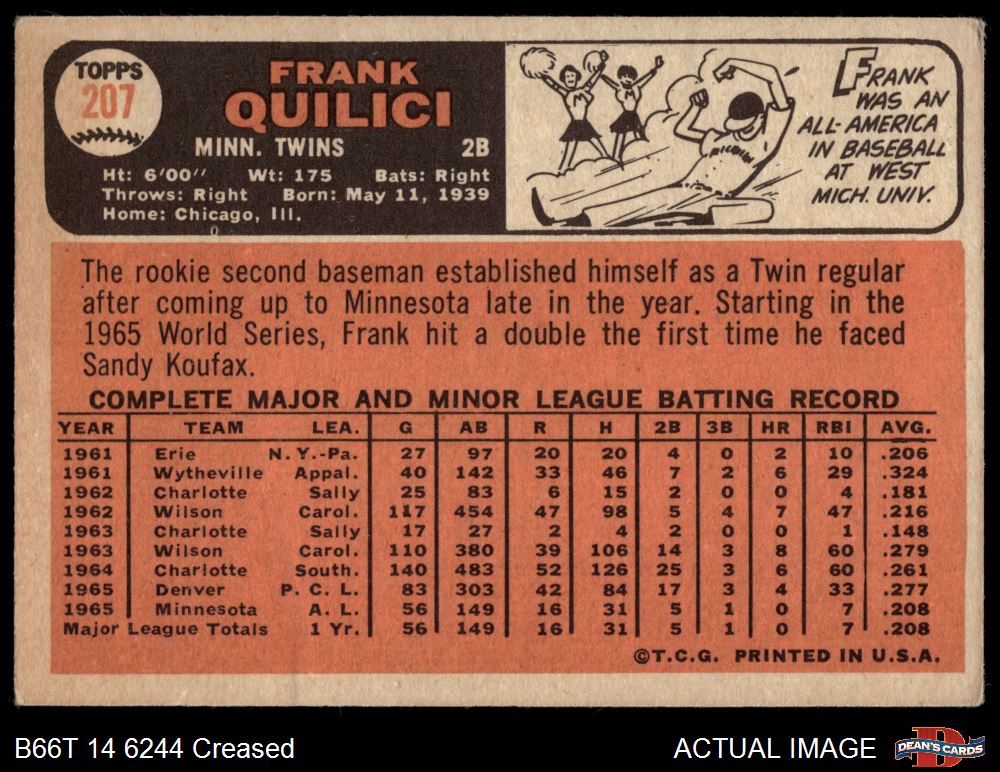 TOPPS
207
FRANK
QUILICI
MINN. TWINS 2B
Ht: 6'00" Wt: 175 Bats: Right
Throws: Right Born: May 11, 1939
Home: Chicago, Ill.
FRANK
WAS AN
ALL-AMERICA
IN BASEBALL
AT WEST
MICH. UNIV.
M
M
MICHIGAN
The rookie second baseman established himself as a Twin regular
after coming up to Minnesota late in the year. Starting in the
1965 World Series, Frank hit a double the first time he faced
Sandy Koufax.
COMPLETE MAJOR AND MINOR LEAGUE BATTING RECORD
YEAR TEAM LEA. G AB R H 2B 3B HR RBI AVG.
1961 Erie N.Y.-Pa. 27 97 20 20 4 0 2 10 .206
1961 Wytheville Appal. 40 142 33 46 7 2 6 29 .324
1962 Charlotte Sally 25 83 6 15 2 0 0 4 .181
1962 Wilson Carol. 117 454 47 98 5 4 7 47 .216
1963 Charlotte Sally 17 27 2 4 2 0 0 1 .148
1963 Wilson Carol. 110 380 39 106 14 3 8 60 .279
1964 Charlotte South. 140 483 52 126 25 3 6 60 .261
1965 Denver P. C. L. 83 303 42 84 17 3 4 33 .277
1965 Minnesota A. L. 56 149 16 31 5 1 0 7 .208
Major League Totals 1 Yr. 56 149 16 31 5 1 0 7 .208
©T.C.G. PRINTED IN U.S.A.
B66T 14 6244 Creased
ACTUAL IMAGE
DEAN'S CARDS